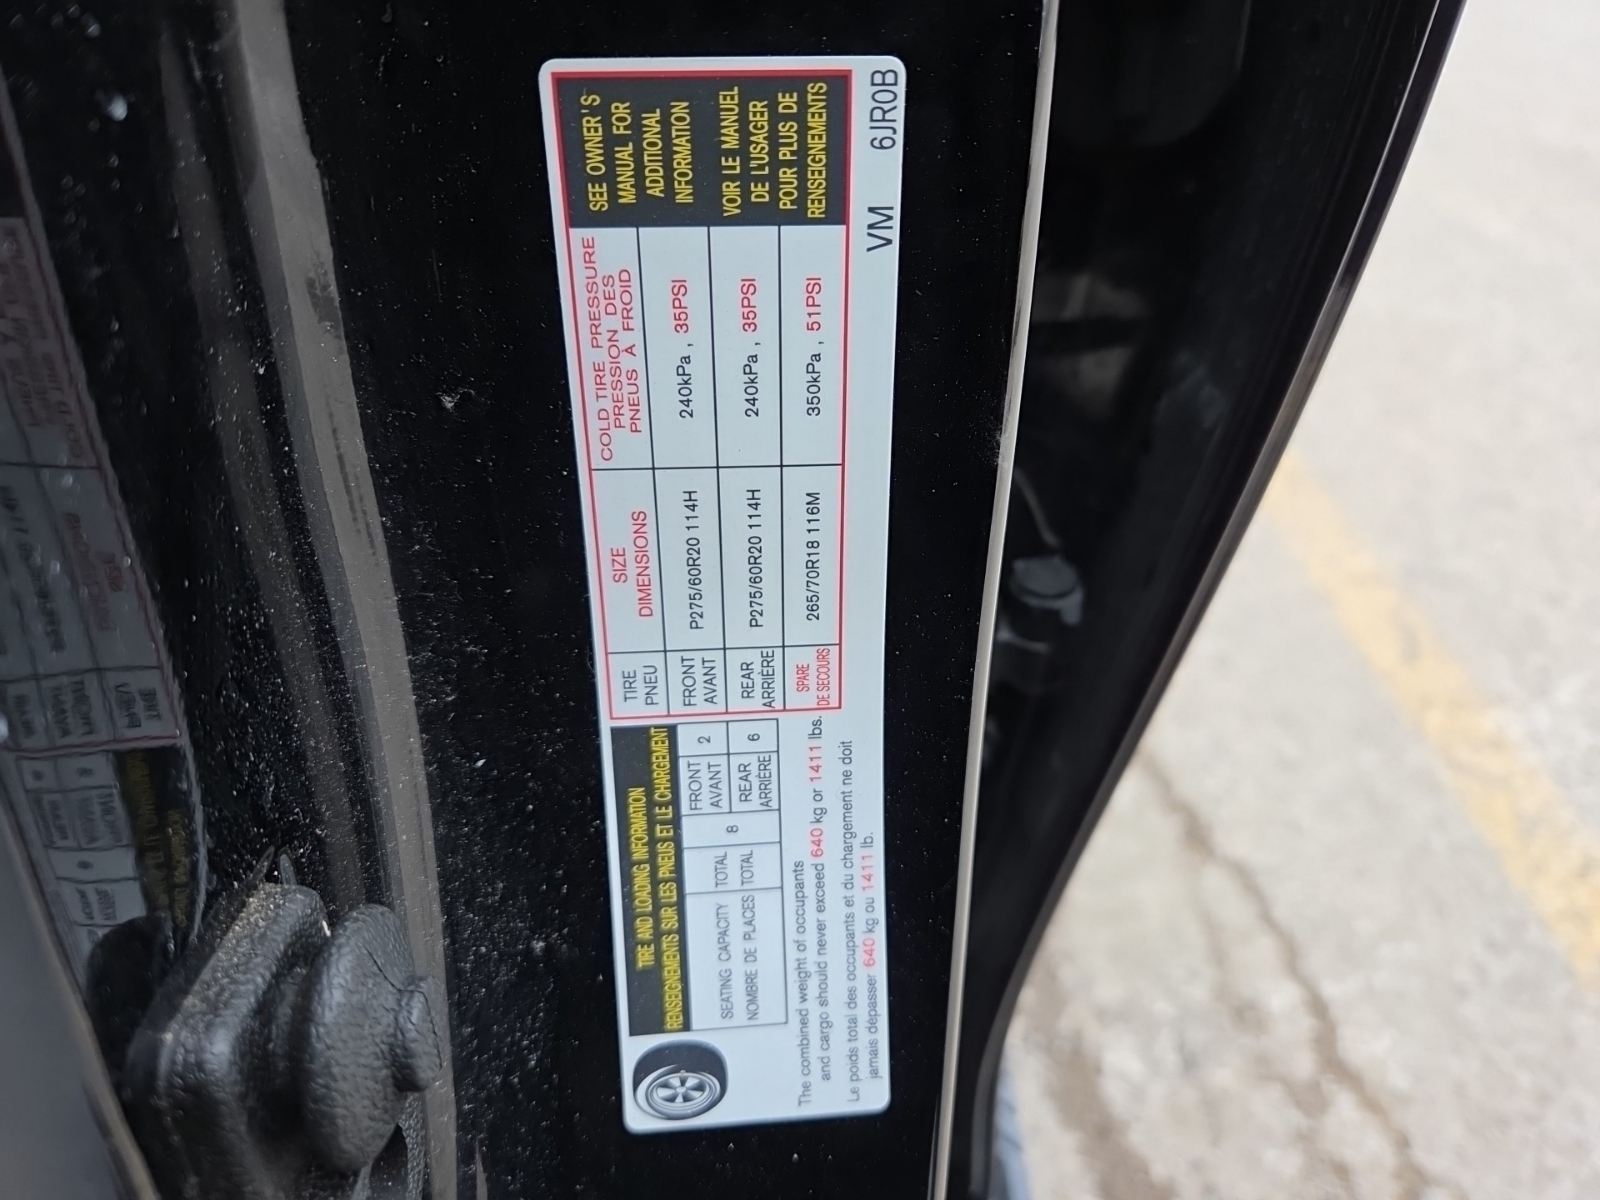 TIRE AND LOADING INFORMATION
RENSEIGNEMENTS SUR LES PNEUS ET LE CHARGEMENT
SEATING CAPACITY
NOMBRE DE PLACES
TOTAL
TOTAL
8
FRONT
AVANT
2
REAR
ARRIÈRE
6
The combined weight of occupants
and cargo should never exceed 640 kg or 1411 lbs.
Le poids total des occupants et du chargement ne doit
jamais dépasser 640 kg ou 1411 lb.
TIRE
PNEU
SIZE
DIMENSIONS
COLD TIRE PRESSURE
PRESSION DES
PNEUS À FROID
FRONT
AVANT
P275/60R20 114H
240kPa , 35PSI
REAR
ARRIÈRE
P275/60R20 114H
240kPa , 35PSI
SPARE
DE SECOURS
265/70R18 116M
350kPa , 51PSI
SEE OWNER'S
MANUAL FOR
ADDITIONAL
INFORMATION
VOIR LE MANUEL
DE L'USAGER
POUR PLUS DE
RENSEIGNEMENTS
VM 6JR0B